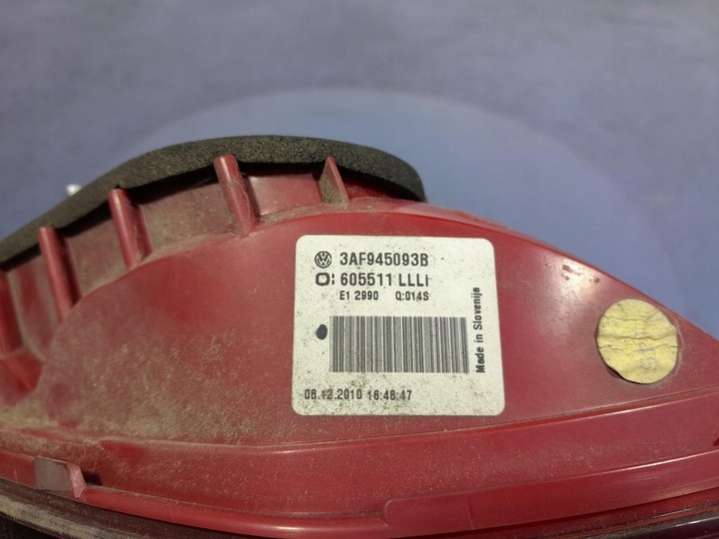 3AF945093B
605511 LLLI
E1 2990 Q:014S
Made in Slovenije
08.12.2010 16:48:47